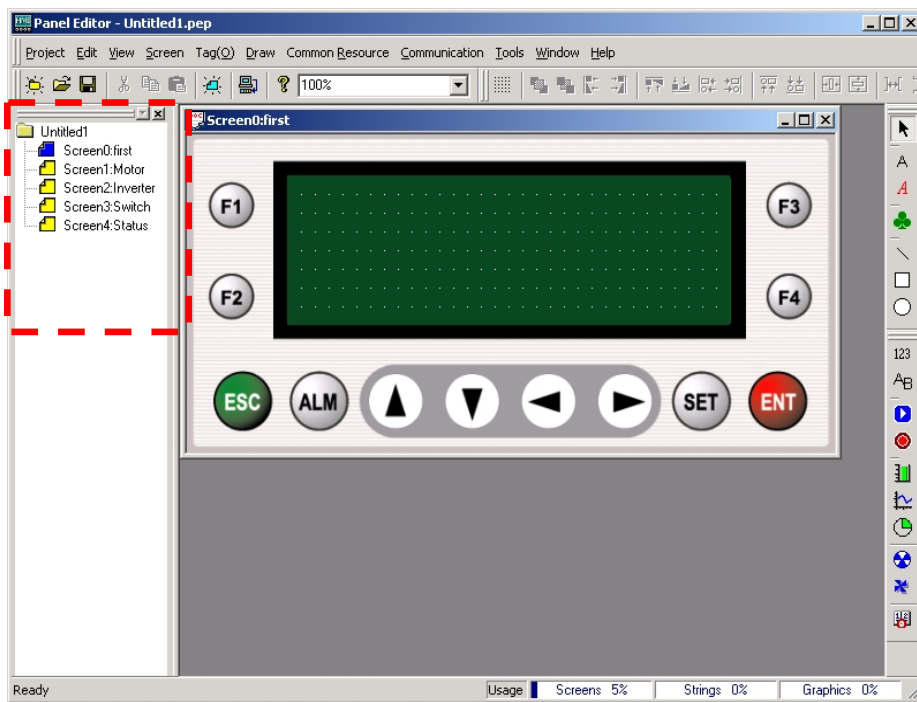 Panel Editor - Untitled1.pep
Project Edit View Screen Tag(O) Draw Common Resource Communication Tools Window Help
100%
Untitled1
Screen0:first
Screen1:Motor
Screen2:Inverter
Screen3:Switch
Screen4:Status
Screen0:first
F1
F3
F2
F4
ESC
ALM
SET
ENT
A
A
123
AB
Ready
Usage
Screens 5%
Strings 0%
Graphics 0%